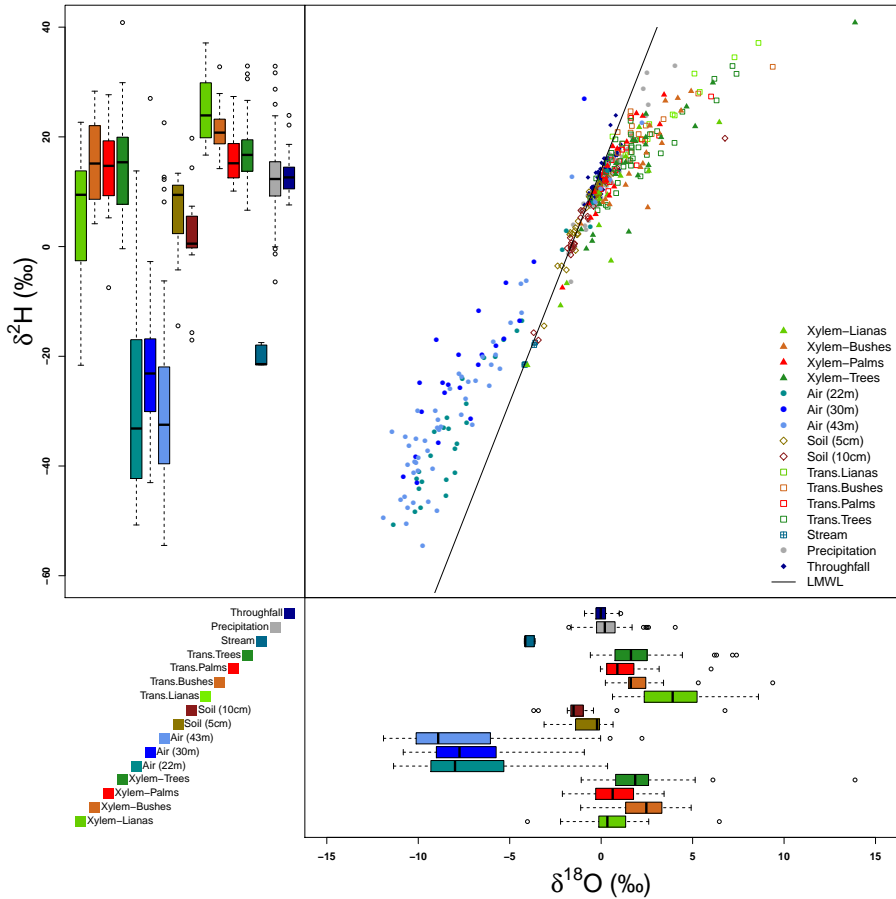 40
20
0
−20
−40
−60
δ²H (‰)
Xylem−Lianas
Xylem−Bushes
Xylem−Palms
Xylem−Trees
Air (22m)
Air (30m)
Air (43m)
Soil (5cm)
Soil (10cm)
Trans.Lianas
Trans.Bushes
Trans.Palms
Trans.Trees
Stream
Precipitation
Throughfall
LMWL
Throughfall
Precipitation
Stream
Trans.Trees
Trans.Palms
Trans.Bushes
Trans.Lianas
Soil (10cm)
Soil (5cm)
Air (43m)
Air (30m)
Air (22m)
Xylem−Trees
Xylem−Palms
Xylem−Bushes
Xylem−Lianas
−15 −10 −5 0 5 10 15
δ¹⁸O (‰)